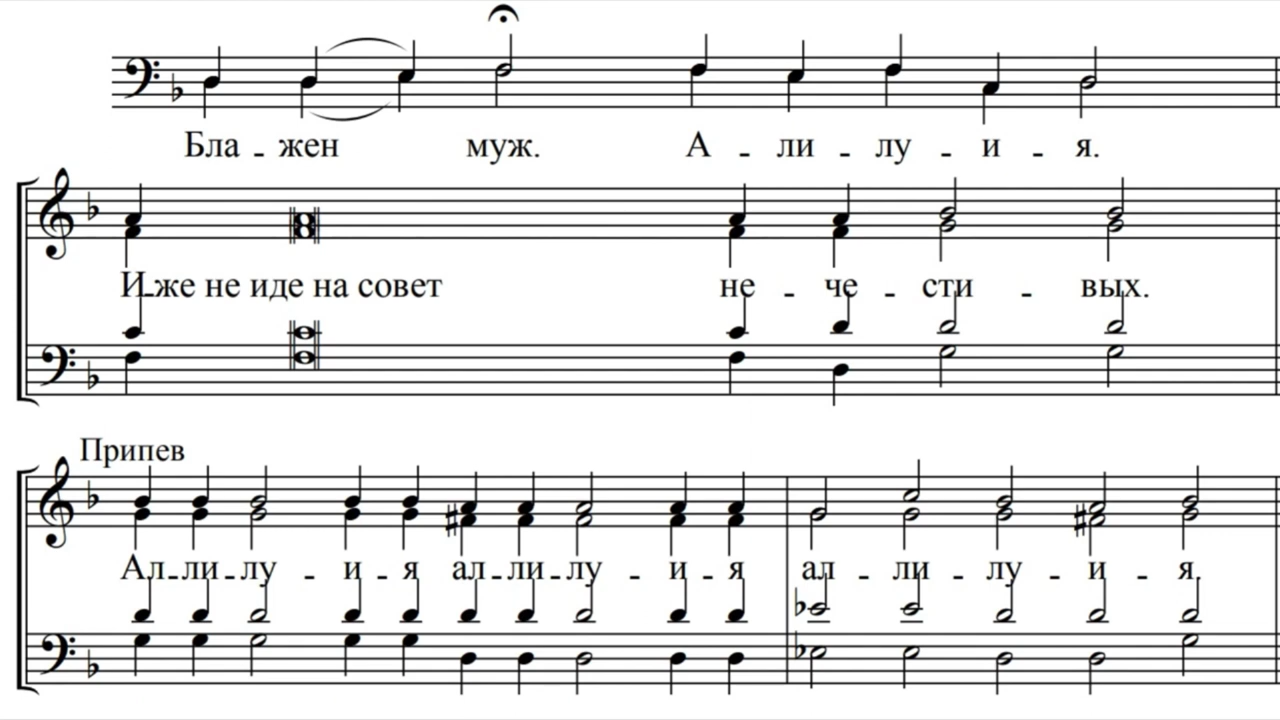 Бла - жен муж. А - ли - лу - и - я.
И-же не иде на совет не - че - сти - вых.
Припев
Ал-ли-лу - и - я ал-ли-лу - и - я ал - ли - лу - и - я.